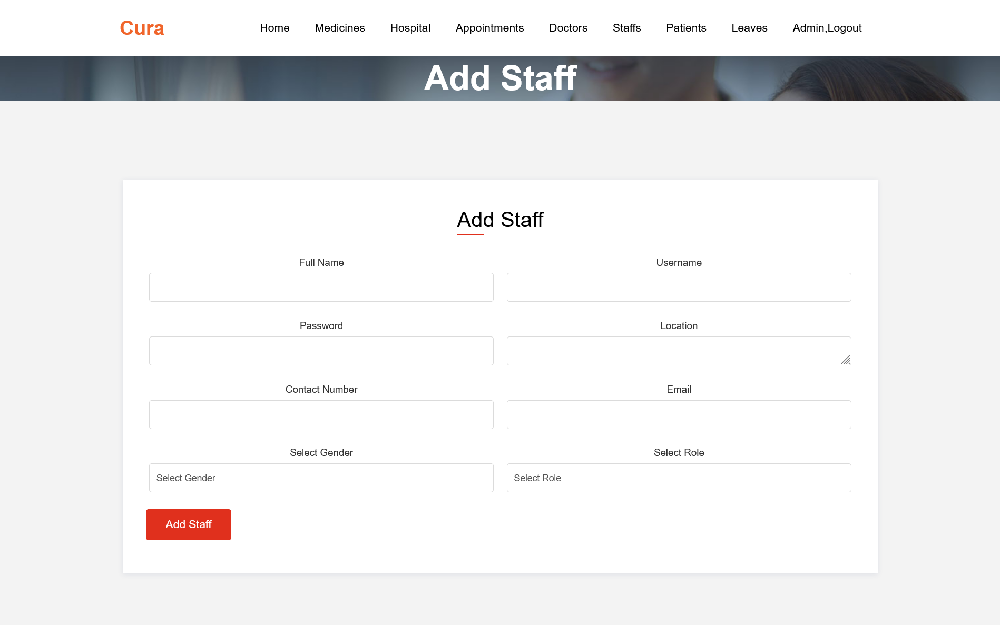 Cura Home Medicines Hospital Appointments Doctors Staffs Patients Leaves Admin,Logout
Add Staff
Add Staff
Full Name Username
Password Location
Contact Number Email
Select Gender Select Role
Select Gender Select Role
Add Staff